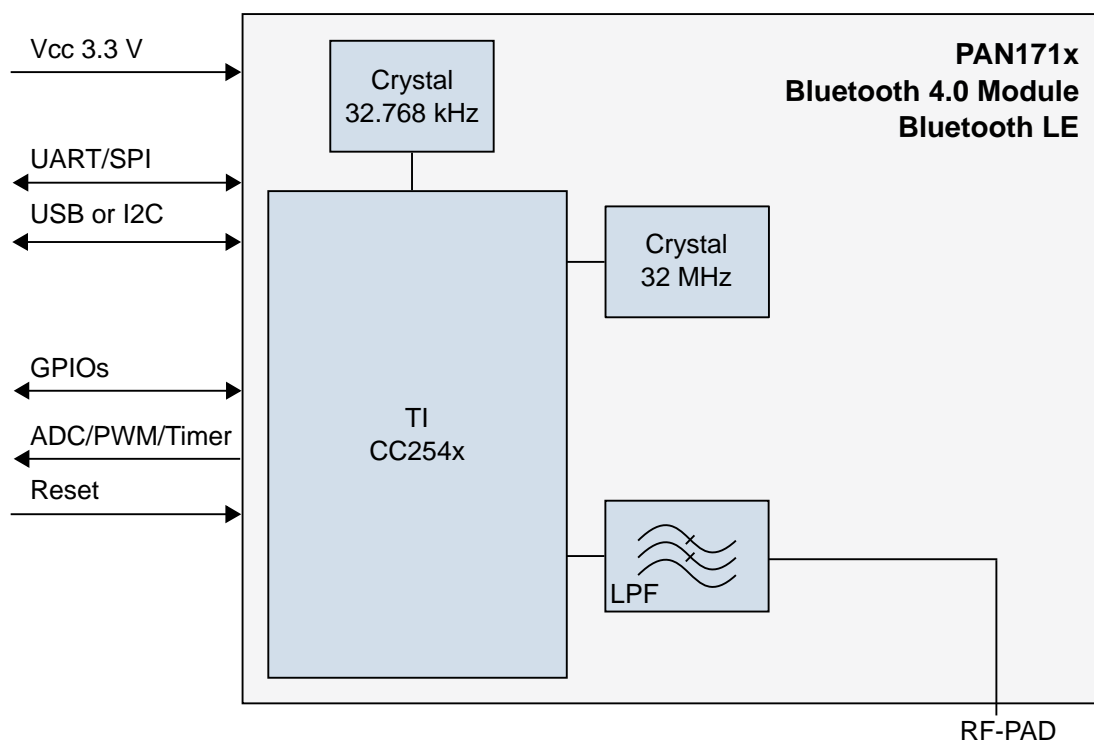 Vcc 3.3 V
UART/SPI
USB or I2C
GPIOs
ADC/PWM/Timer
Reset
Crystal
32.768 kHz
PAN171x
Bluetooth 4.0 Module
Bluetooth LE
Crystal
32 MHz
TI
CC254x
LPF
RF-PAD